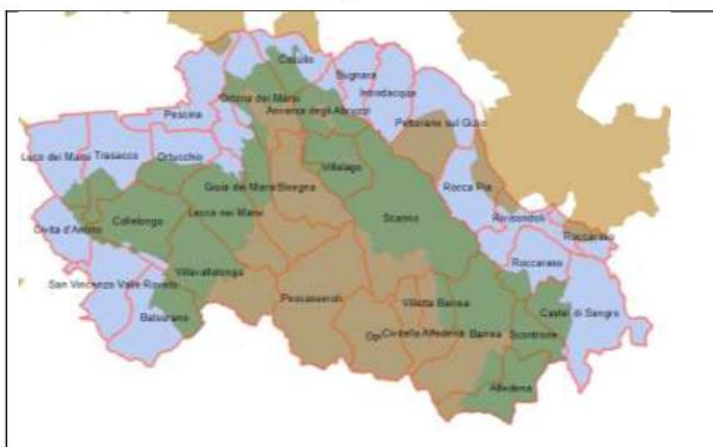 Cocullo
Bugnara
Introdacqua
Ortona dei Marsi
Anversa degli Abruzzi
Pescina
Pettorano sul Gizio
Luco dei Marsi
Trasacco
Ortucchio
Villalago
Gioia dei Marsi
Bisegna
Rocca Pia
Collelongo
Lecce nei Marsi
Scanno
Rivisondoli
Civita d'Antino
Roccaraso
Roccaraso
Villavallelonga
San Vincenzo Valle Roveto
Pescasseroli
Villetta Barrea
Castel di Sangro
Balsorano
Opi
Civitella Alfedena
Barrea
Scontrone
Alfedena